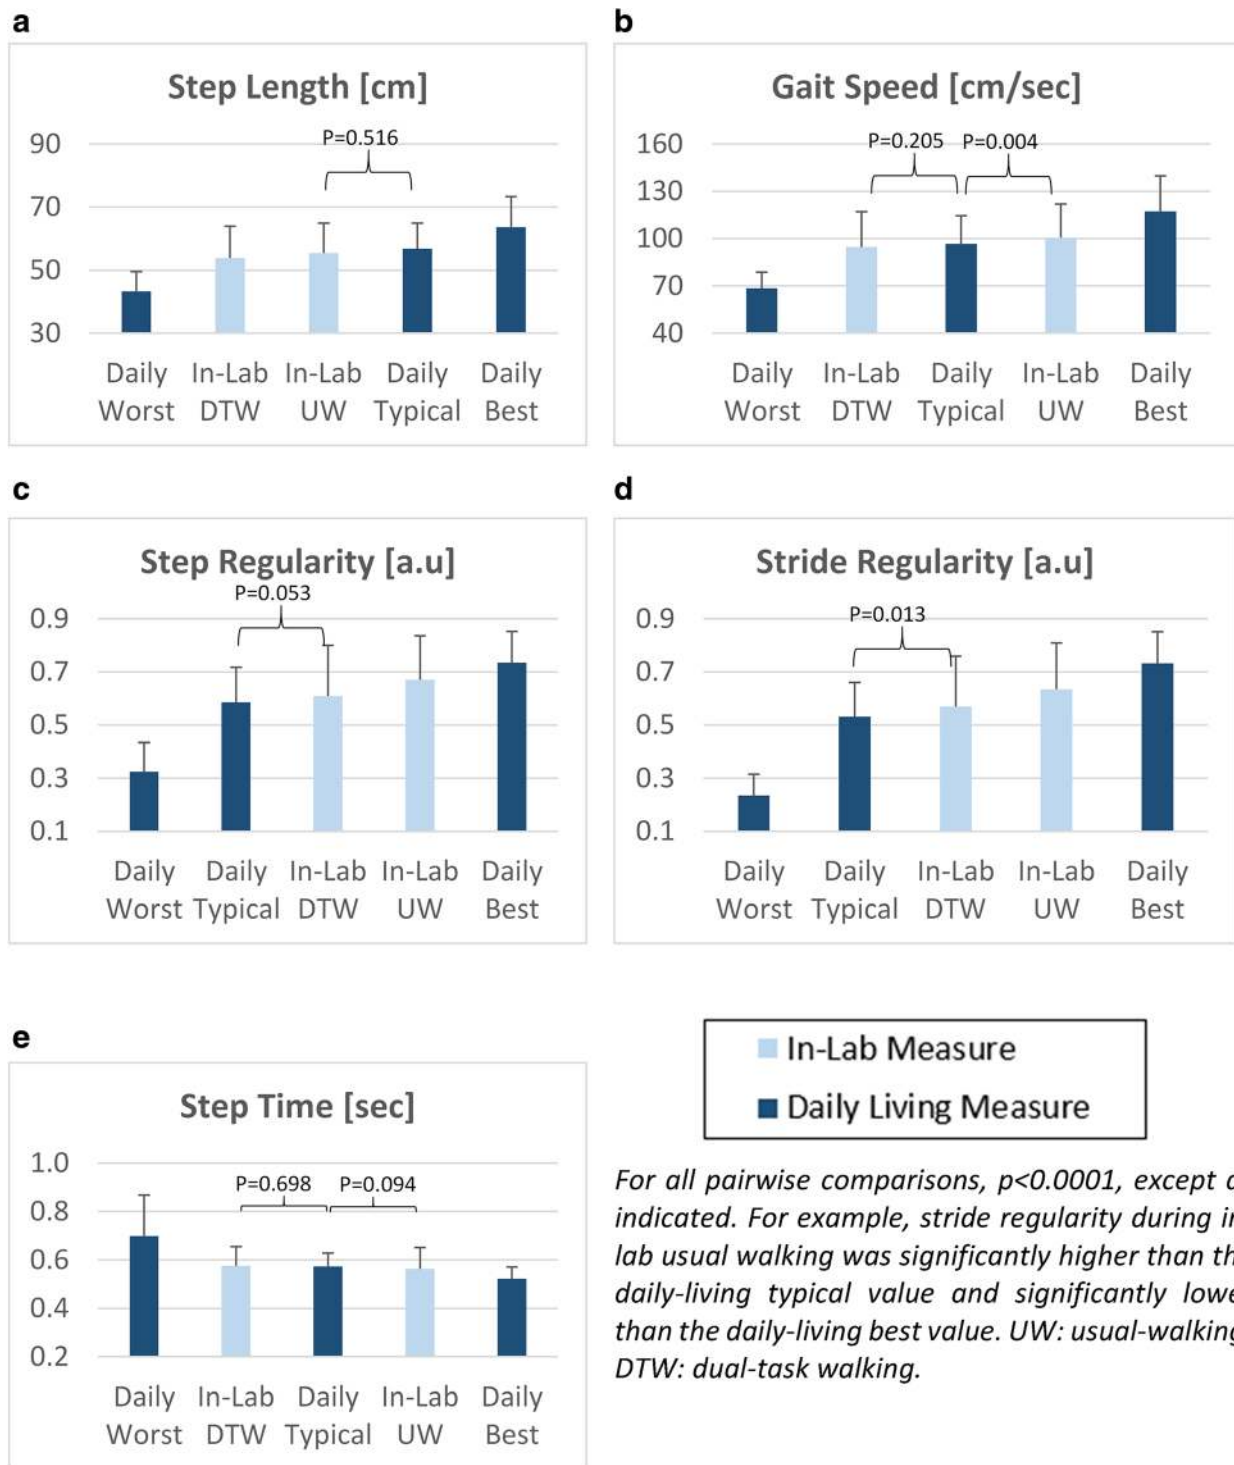 a
Step Length [cm]
P=0.516
90
70
50
30
Daily Worst In-Lab DTW In-Lab UW Daily Typical Daily Best
b
Gait Speed [cm/sec]
P=0.205 P=0.004
160
130
100
70
40
Daily Worst In-Lab DTW Daily Typical In-Lab UW Daily Best
c
Step Regularity [a.u]
P=0.053
0.9
0.7
0.5
0.3
0.1
Daily Worst Daily Typical In-Lab DTW In-Lab UW Daily Best
d
Stride Regularity [a.u]
P=0.013
0.9
0.7
0.5
0.3
0.1
Daily Worst Daily Typical In-Lab DTW In-Lab UW Daily Best
e
Step Time [sec]
P=0.698 P=0.094
1.0
0.8
0.6
0.4
0.2
Daily Worst In-Lab DTW Daily Typical In-Lab UW Daily Best
In-Lab Measure
Daily Living Measure
For all pairwise comparisons, p<0.0001, except
indicated. For example, stride regularity during
lab usual walking was significantly higher than
daily-living typical value and significantly
than the daily-living best value. UW: usual-walking
DTW: dual-task walking.